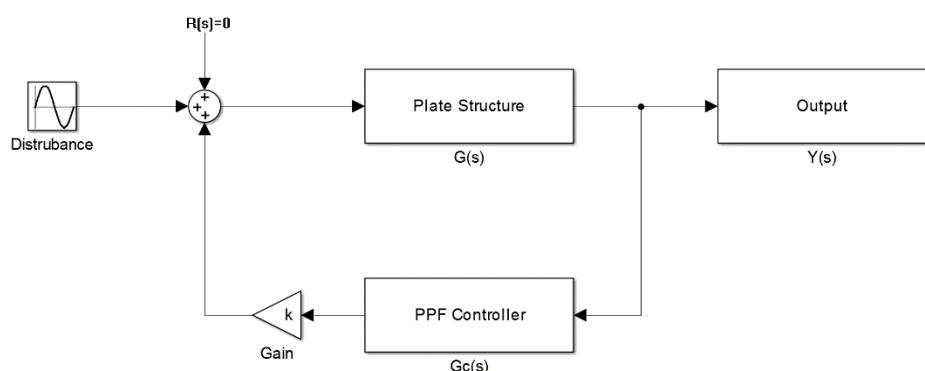 R(s)=0
+
+
+
Distrubance
Plate Structure
G(s)
Output
Y(s)
k
Gain
PPF Controller
Gc(s)